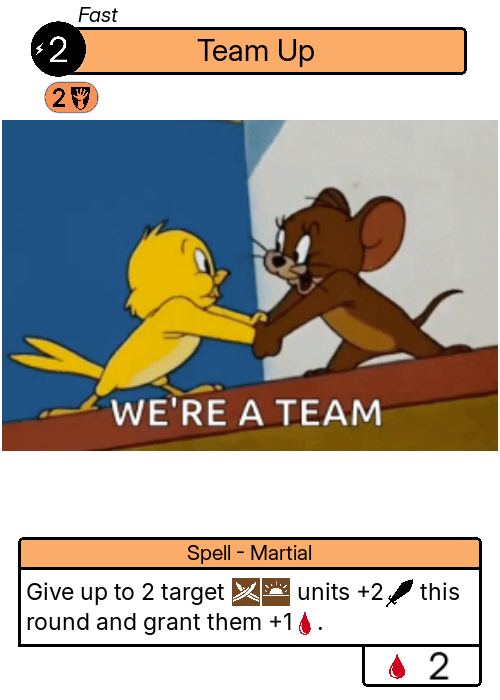 Fast
2
Team Up
2
WE'RE A TEAM
Spell - Martial
Give up to 2 target units +2 this
round and grant them +1 .
2